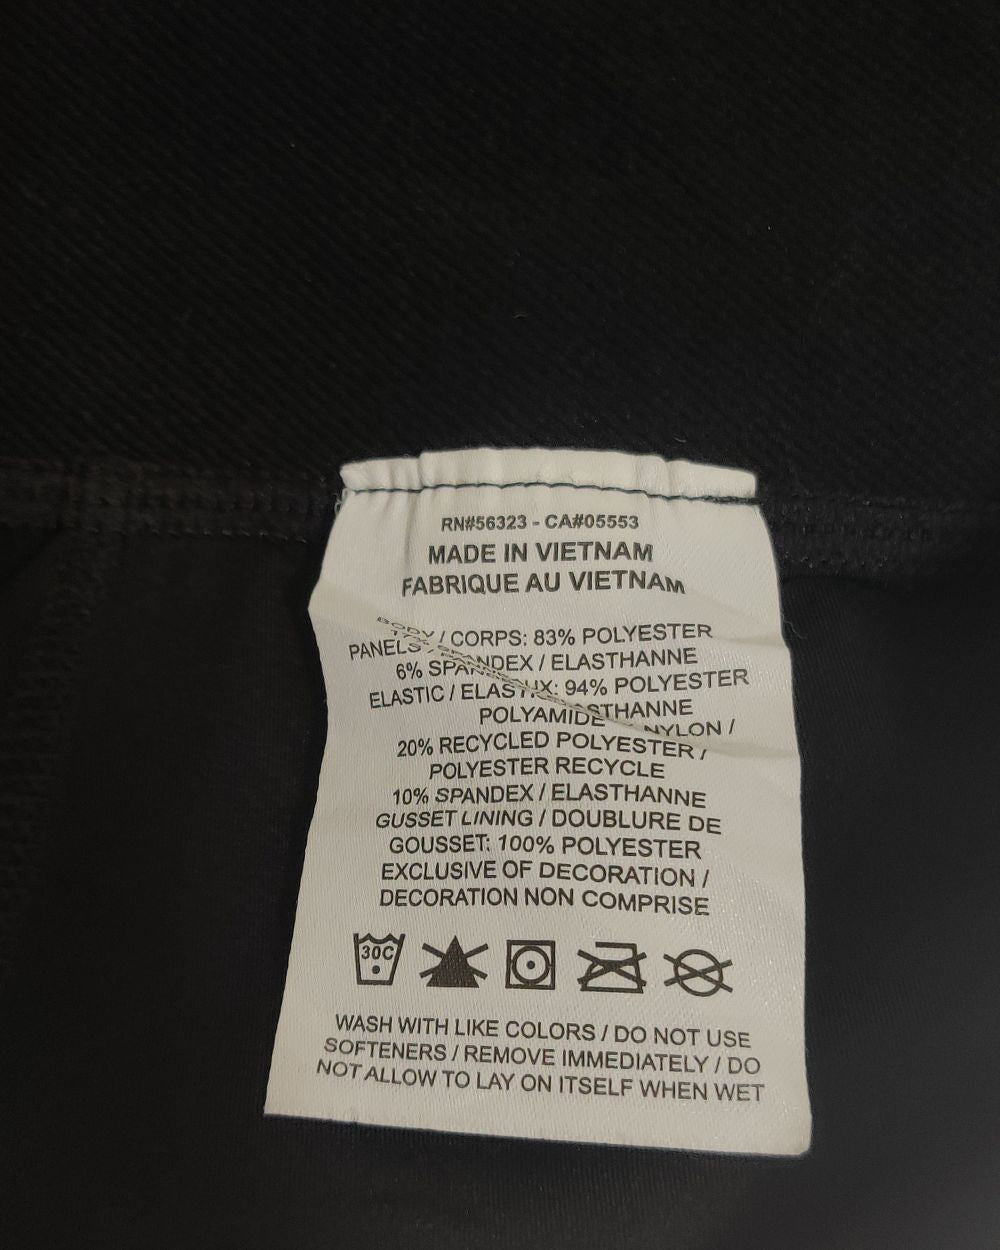 RN#56323 - CA#05553
MADE IN VIETNAM
FABRIQUE AU VIETNAM
BODY / CORPS: 83% POLYESTER
PANELS /
6% SPANDEX / ELASTHANNE
ELASTIC / ELASTIX: 94% POLYESTER
POLYAMIDE
NYLON /
20% RECYCLED POLYESTER /
POLYESTER RECYCLE
10% SPANDEX / ELASTHANNE
GUSSET LINING / DOUBLURE DE
GOUSSET: 100% POLYESTER
EXCLUSIVE OF DECORATION /
DECORATION NON COMPRISE
30C
WASH WITH LIKE COLORS / DO NOT USE
SOFTENERS / REMOVE IMMEDIATELY / DO
NOT ALLOW TO LAY ON ITSELF WHEN WET